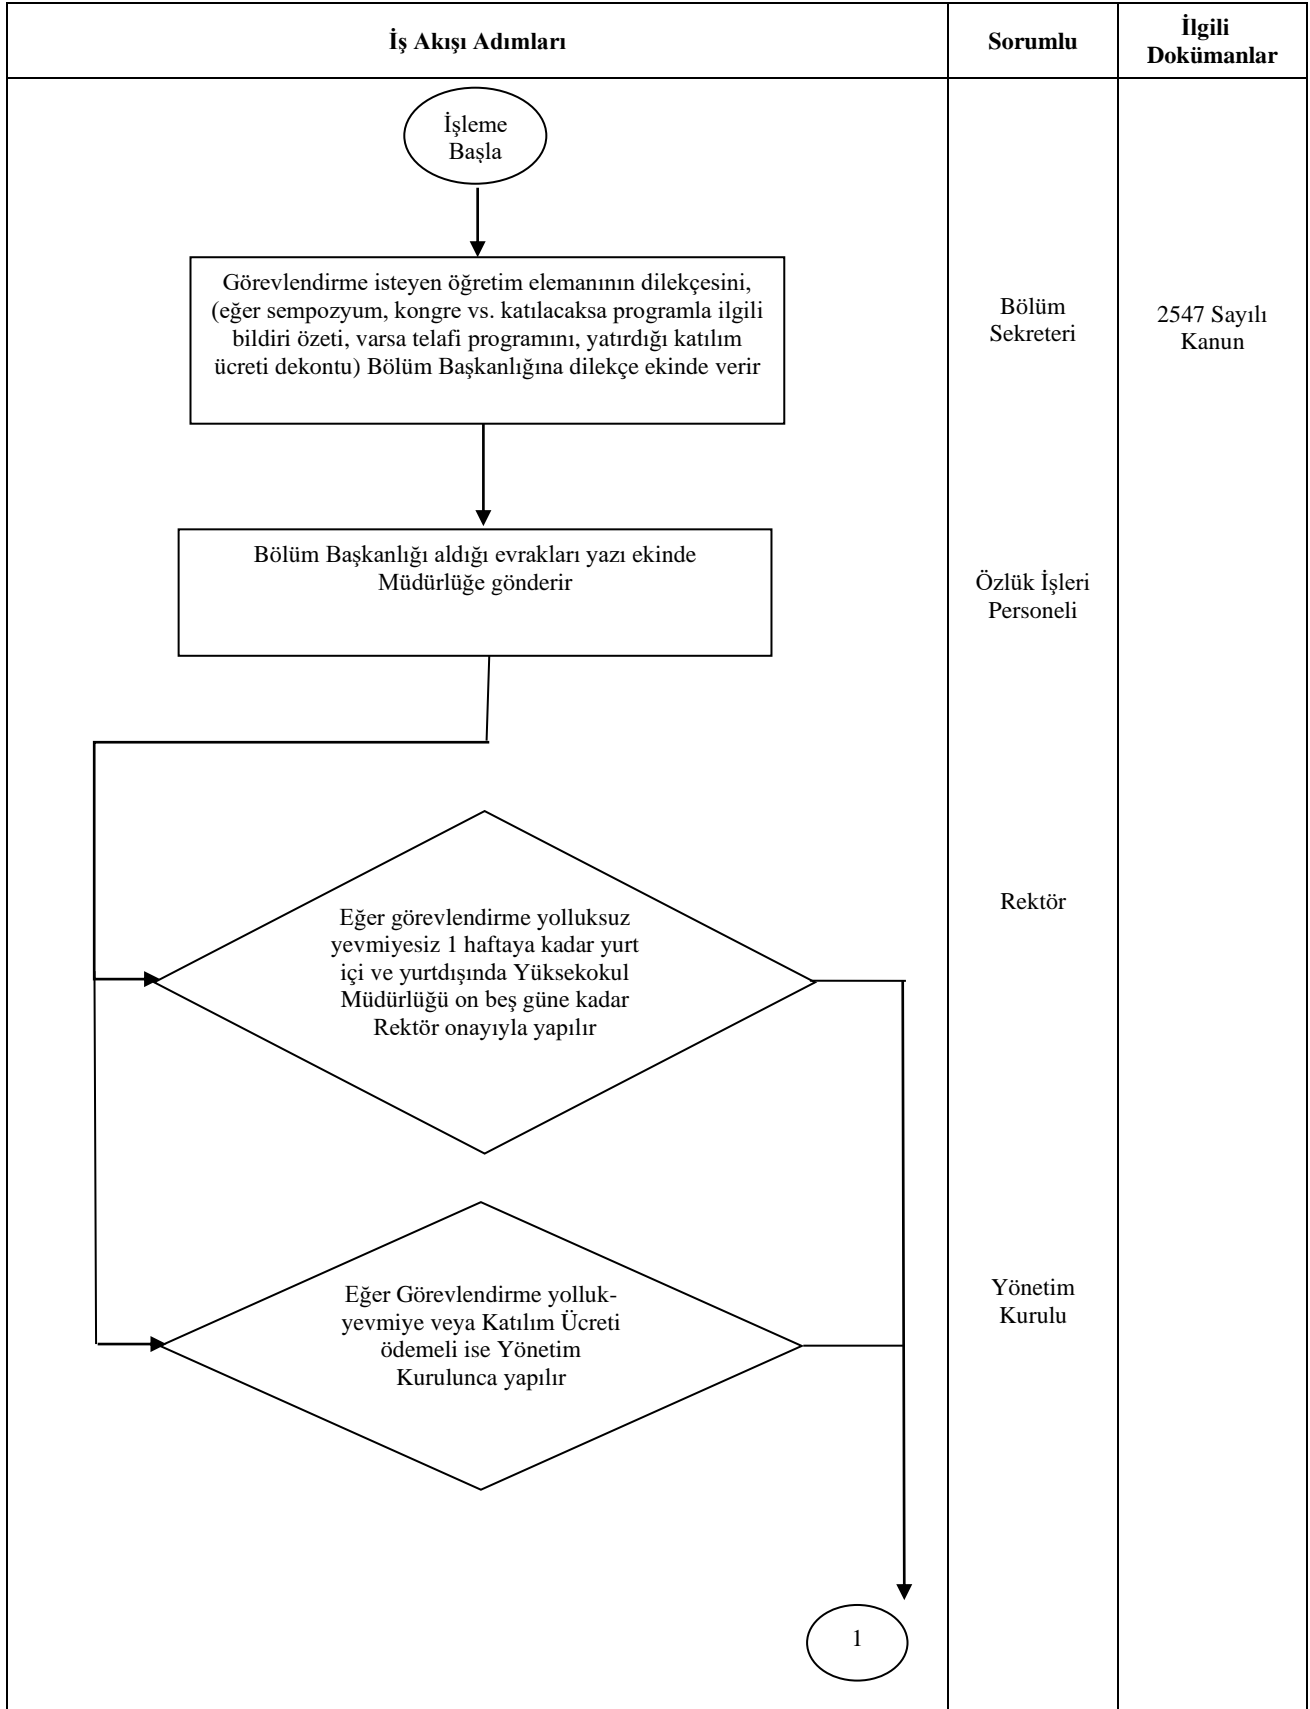 İş Akışı Adımları
Sorumlu
İlgili
Dokümanlar
İşleme
Başla
Görevlendirme isteyen öğretim elemanının dilekçesini,
(eğer sempozyum, kongre vs. katılacaksa programla ilgili
bildiri özeti, varsa telafi programını, yatırdığı katılım
ücreti dekontu) Bölüm Başkanlığına dilekçe ekinde verir
Bölüm
Sekreteri
2547 Sayılı
Kanun
Bölüm Başkanlığı aldığı evrakları yazı ekinde
Müdürlüğe gönderir
Özlük İşleri
Personeli
Eğer görevlendirme yolluksuz
yevmiyesiz 1 haftaya kadar yurt
içi ve yurtdışında Yüksekokul
Müdürlüğü on beş güne kadar
Rektör onayıyla yapılır
Rektör
Eğer Görevlendirme yolluk-
yevmiye veya Katılım Ücreti
ödemeli ise Yönetim
Kurulunca yapılır
Yönetim
Kurulu
1